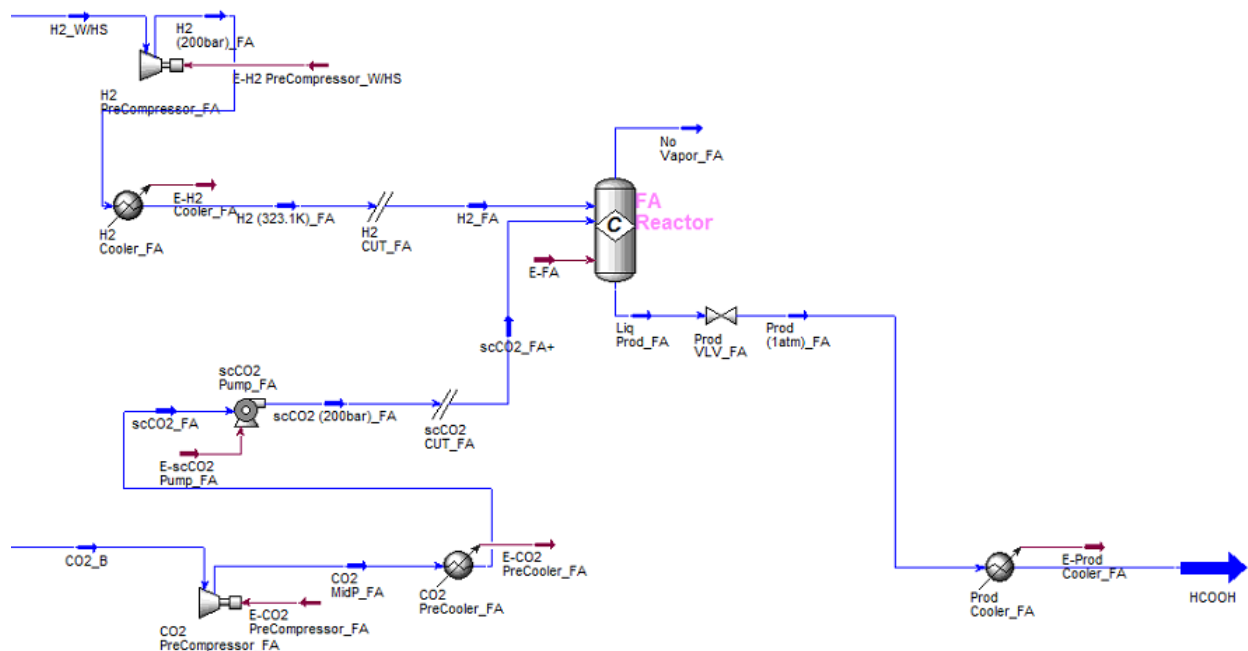 H2_W/HS
H2
(200bar)_FA
E-H2 PreCompressor_W/HS
H2
PreCompressor_FA
No
Vapor_FA
E-H2
Cooler_FA
H2 (323.1K)_FA
H2
CUT_FA
H2_FA
FA
Reactor
C
H2
Cooler_FA
E-FA
Liq
Prod_FA
Prod
VLV_FA
Prod
(1atm)_FA
scCO2_FA+
scCO2
Pump_FA
scCO2_FA
scCO2 (200bar)_FA
scCO2
CUT_FA
E-scCO2
Pump_FA
CO2_B
CO2
MidP_FA
E-CO2
PreCooler_FA
CO2
PreCooler_FA
E-CO2
PreCompressor_FA
CO2
PreCompressor_FA
E-Prod
Cooler_FA
Prod
Cooler_FA
HCOOH